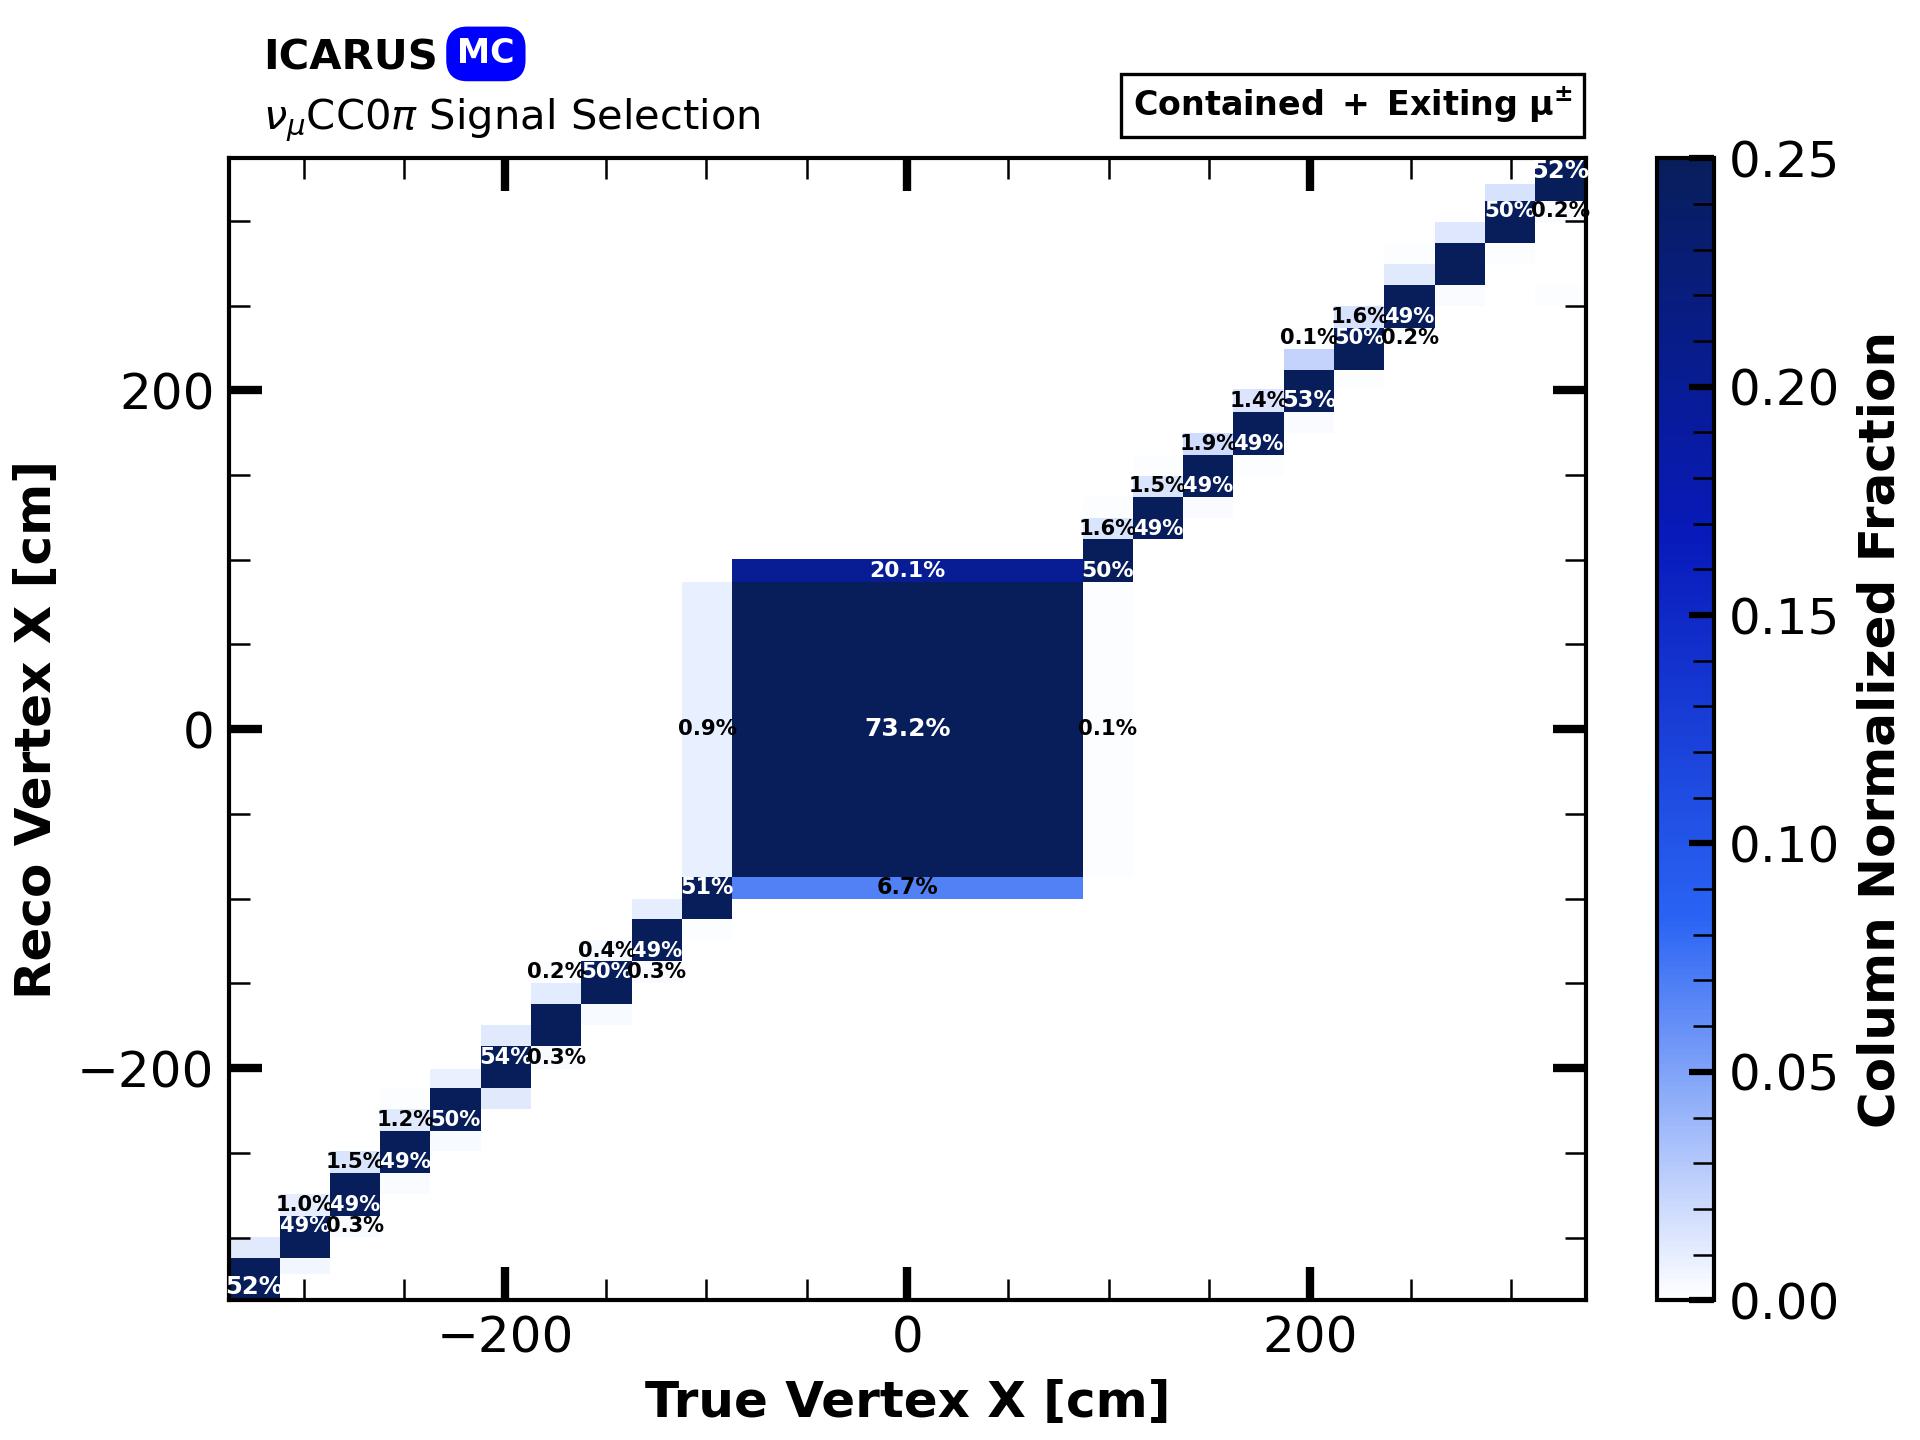 ICARUS MC
νμCC0π Signal Selection
Contained + Exiting μ±
52%
50% 0.2%
1.6% 49%
0.1% 50% 0.2%
1.4% 53%
1.9% 49%
1.5% 49%
1.6% 49%
20.1% 50%
0.9% 73.2% 0.1%
51% 6.7%
0.4% 49%
0.2% 50% 0.3%
54% 0.3%
1.2% 50%
1.5% 49%
1.0% 49%
49% 0.3%
52%
200
0
−200
Reco Vertex X [cm]
−200 0 200
True Vertex X [cm]
0.25
0.20
0.15
0.10
0.05
0.00
Column Normalized Fraction